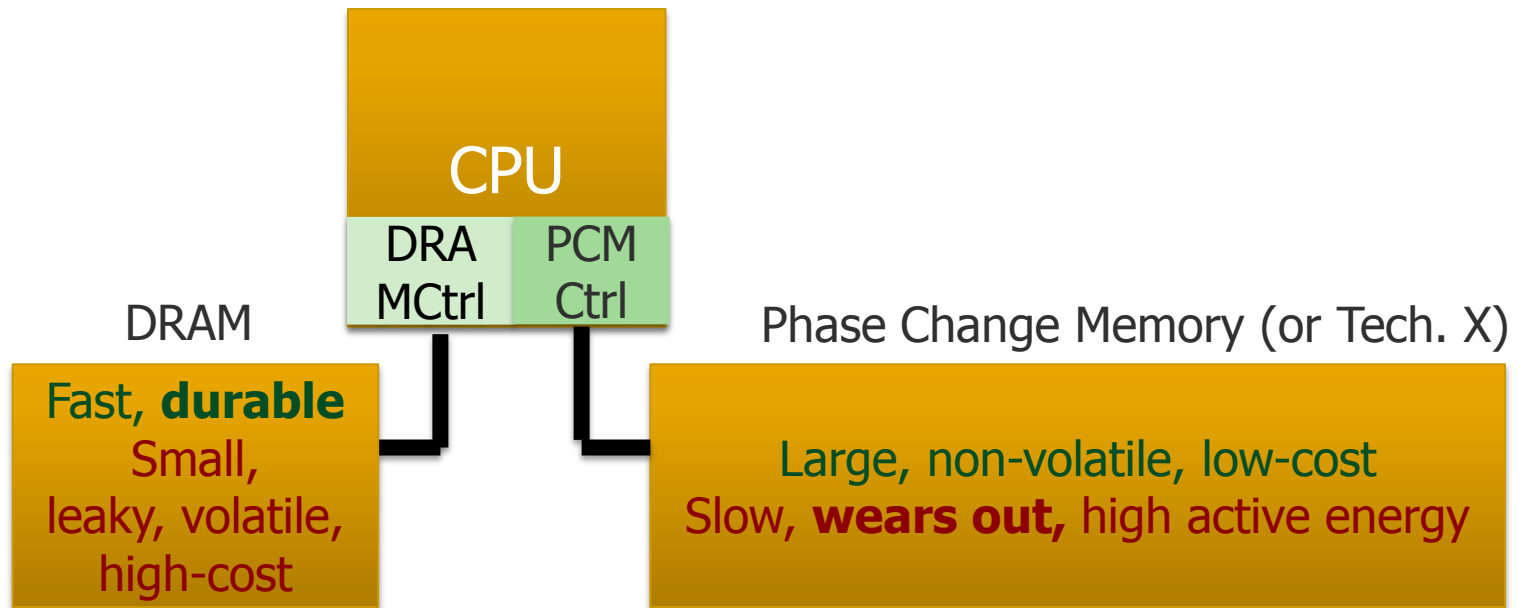 CPU
DRA
MCtrl
PCM
Ctrl
DRAM
Phase Change Memory (or Tech. X)
Fast, durable
Small,
leaky, volatile,
high-cost
Large, non-volatile, low-cost
Slow, wears out, high active energy